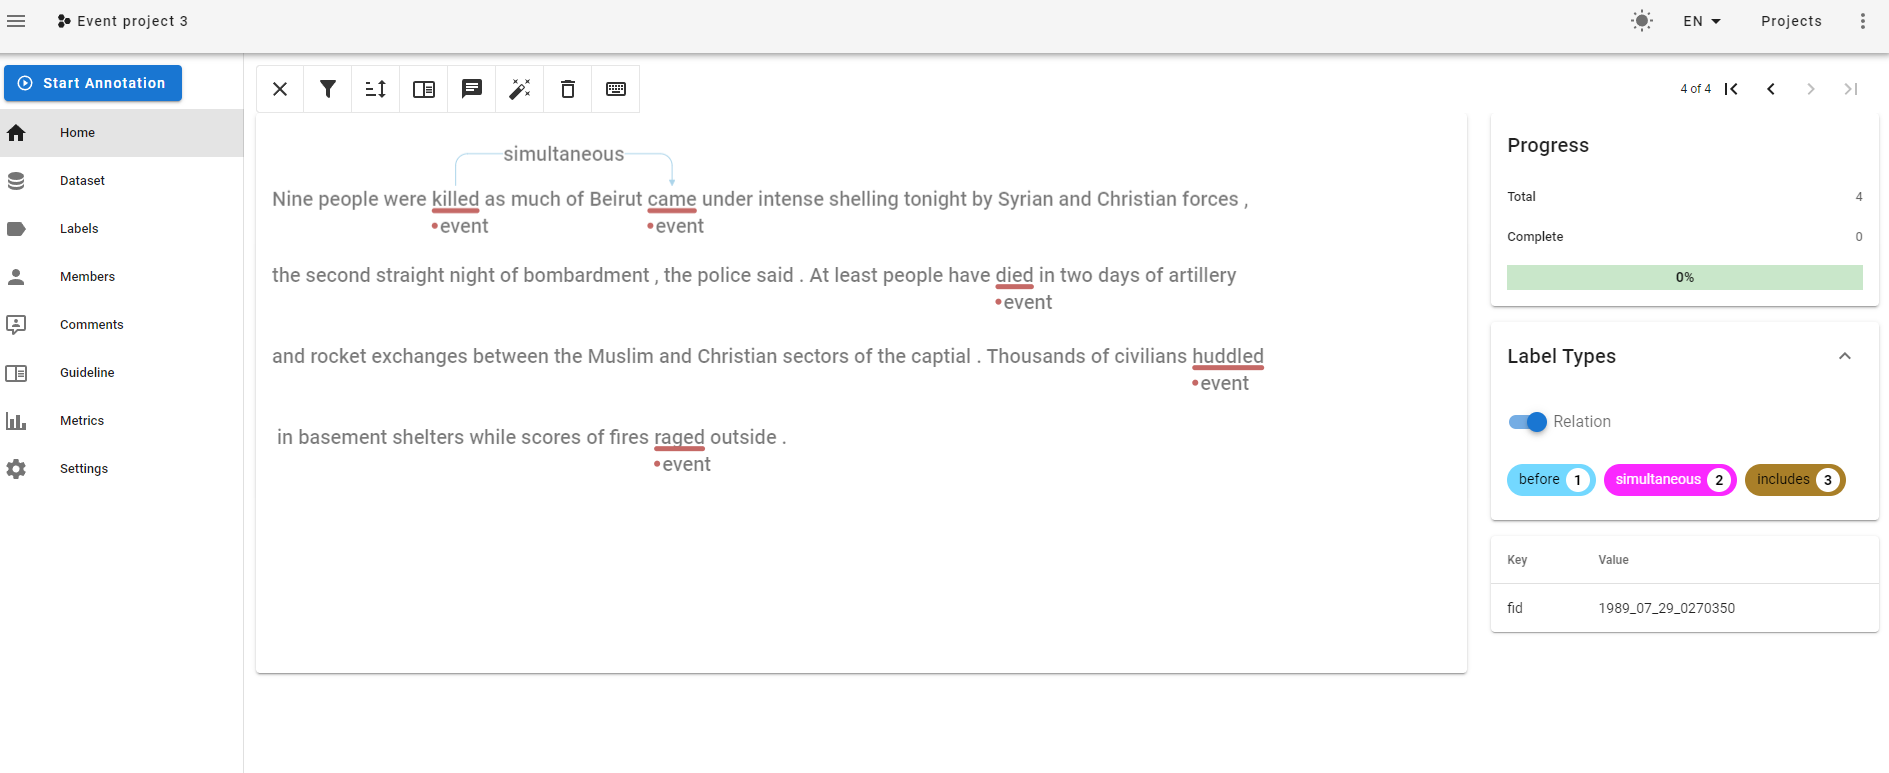 Event project 3
EN
Projects
Start Annotation
Home
Dataset
Labels
Members
Comments
Guideline
Metrics
Settings
4 of 4
simultaneous
Nine people were killed as much of Beirut came under intense shelling tonight by Syrian and Christian forces ,
event event
the second straight night of bombardment , the police said . At least people have died in two days of artillery
event
and rocket exchanges between the Muslim and Christian sectors of the captial . Thousands of civilians huddled
event
in basement shelters while scores of fires raged outside .
event
Progress
Total 4
Complete 0
0%
Label Types
Relation
before 1 simultaneous 2 includes 3
Key Value
fid 1989_07_29_0270350